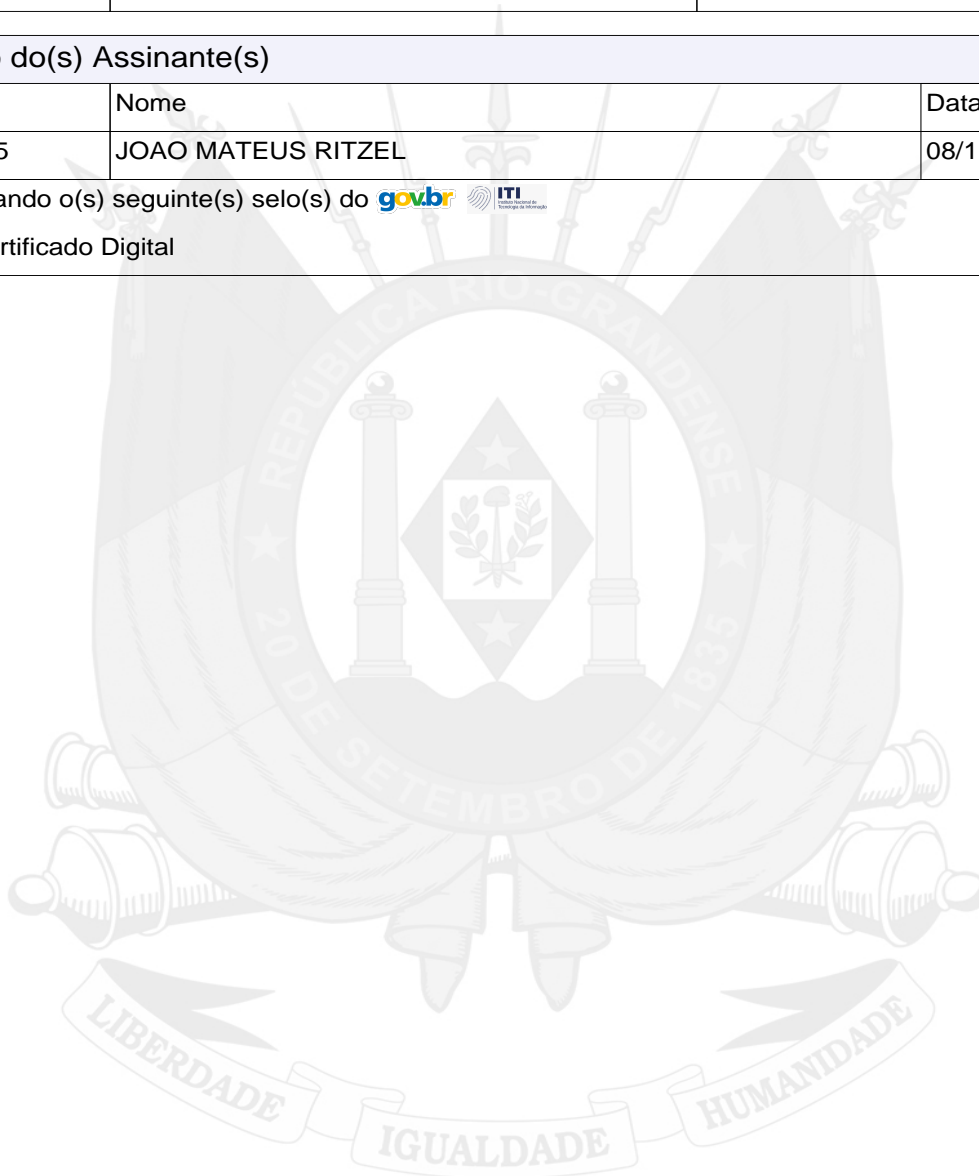 do(s) Assinante(s)
Nome Data
5 JOAO MATEUS RITZEL 08/1
ando o(s) seguinte(s) selo(s) do gov.br ITI
rtificado Digital
REPÚBLICA RIO-GRANDENSE
20 DE SETEMBRO DE 1835
LIBERDADE IGUALDADE HUMANIDADE